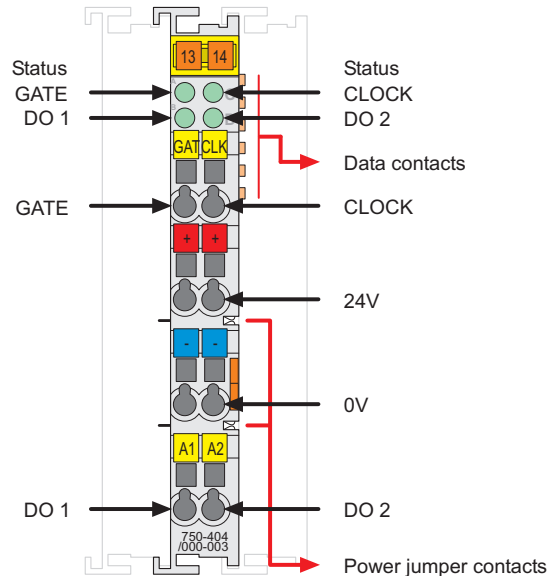 13 14
Status Status
GATE A C CLOCK
DO 1 B DO 2
GAT CLK
Data contacts
GATE CLOCK
+ +
24V
- -
0V
A1 A2
DO 1 DO 2
750-404
/000-003
Power jumper contacts